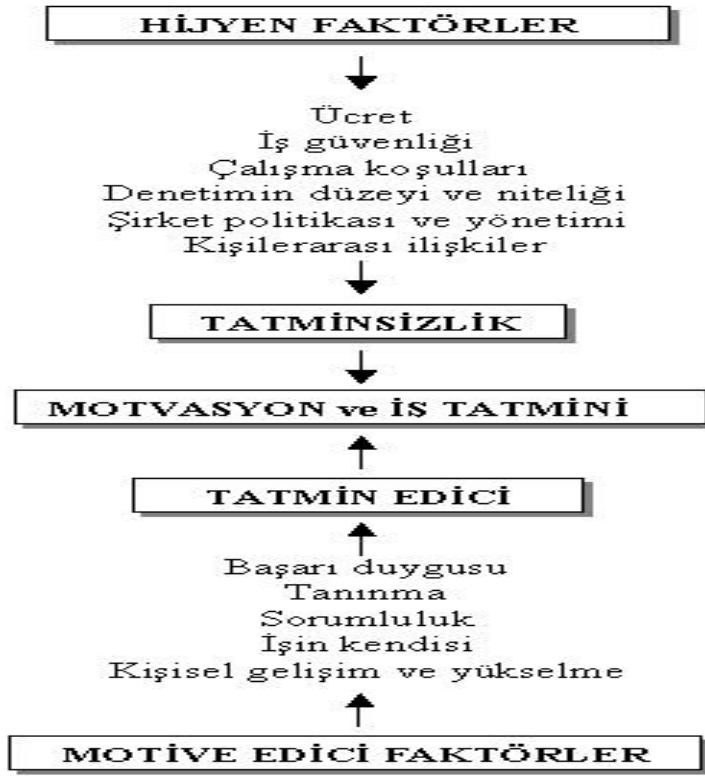 HİJYEN FAKTÖRLER
Ücret
İş güvenliği
Çalışma koşulları
Denetimin düzeyi ve niteliği
Şirket politikası ve yönetimi
Kişilerarası ilişkiler
TATMİNSİZLİK
MOTVASYON ve İŞ TATMİNİ
TATMİN EDİCİ
Başarı duygusu
Tanınma
Sorumluluk
İşin kendisi
Kişisel gelişim ve yükselme
MOTİVE EDİCİ FAKTÖRLER